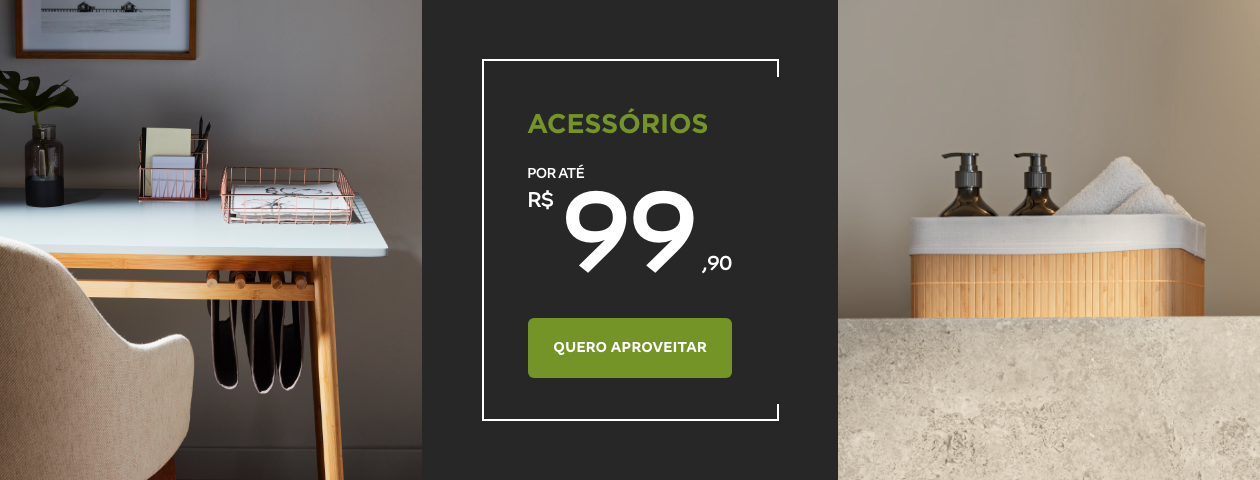 ACESSÓRIOS
POR ATÉ
R$ 99,90
QUERO APROVEITAR